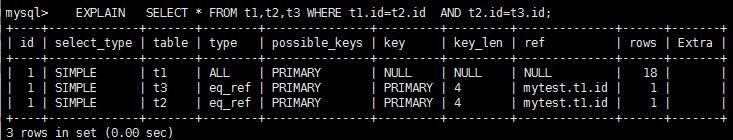 mysql>    EXPLAIN   SELECT * FROM t1,t2,t3 WHERE t1.id=t2.id  AND t2.id=t3.id;
+----+-------------+-------+--------+---------------+---------+---------+--------------+------+-------+
| id | select_type | table | type   | possible_keys | key     | key_len | ref          | rows | Extra |
+----+-------------+-------+--------+---------------+---------+---------+--------------+------+-------+
|  1 | SIMPLE      | t1    | ALL    | PRIMARY       | NULL    | NULL    | NULL         |   18 |       |
|  1 | SIMPLE      | t3    | eq_ref | PRIMARY       | PRIMARY | 4       | mytest.t1.id |    1 |       |
|  1 | SIMPLE      | t2    | eq_ref | PRIMARY       | PRIMARY | 4       | mytest.t1.id |    1 |       |
+----+-------------+-------+--------+---------------+---------+---------+--------------+------+-------+
3 rows in set (0.00 sec)